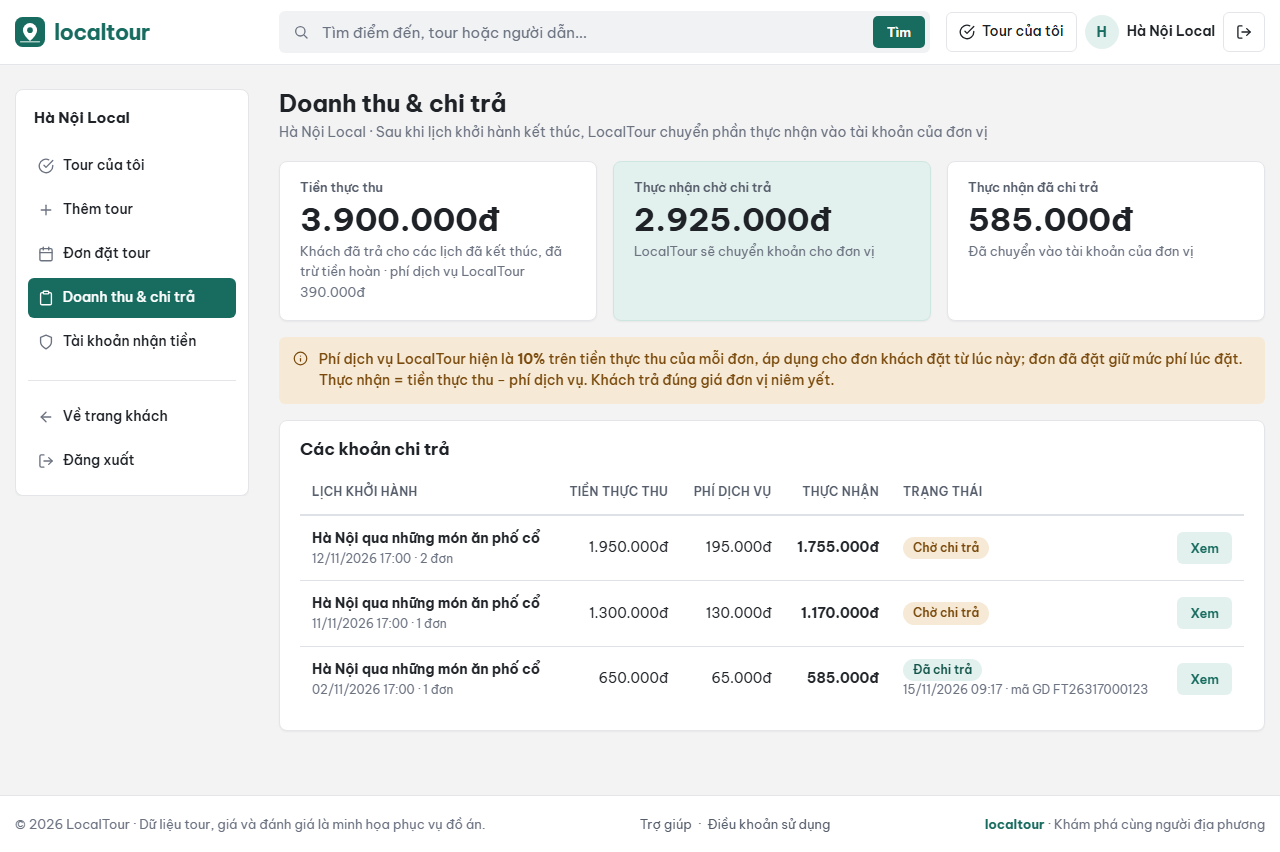 localtour
Tìm điểm đến, tour hoặc người dẫn...
Tìm
Tour của tôi
H
Hà Nội Local
Hà Nội Local
Tour của tôi
Thêm tour
Đơn đặt tour
Doanh thu & chi trả
Tài khoản nhận tiền
Về trang khách
Đăng xuất
Doanh thu & chi trả
Hà Nội Local · Sau khi lịch khởi hành kết thúc, LocalTour chuyển phần thực nhận vào tài khoản của đơn vị
Tiền thực thu
3.900.000đ
Khách đã trả cho các lịch đã kết thúc, đã
trừ tiền hoàn · phí dịch vụ LocalTour
390.000đ
Thực nhận chờ chi trả
2.925.000đ
LocalTour sẽ chuyển khoản cho đơn vị
Thực nhận đã chi trả
585.000đ
Đã chuyển vào tài khoản của đơn vị
Phí dịch vụ LocalTour hiện là 10% trên tiền thực thu của mỗi đơn, áp dụng cho đơn khách đặt từ lúc này; đơn đã đặt giữ mức phí lúc đặt.
Thực nhận = tiền thực thu − phí dịch vụ. Khách trả đúng giá đơn vị niêm yết.
Các khoản chi trả
LỊCH KHỞI HÀNH TIỀN THỰC THU PHÍ DỊCH VỤ THỰC NHẬN TRẠNG THÁI
Hà Nội qua những món ăn phố cổ
12/11/2026 17:00 · 2 đơn
1.950.000đ 195.000đ 1.755.000đ Chờ chi trả Xem
Hà Nội qua những món ăn phố cổ
11/11/2026 17:00 · 1 đơn
1.300.000đ 130.000đ 1.170.000đ Chờ chi trả Xem
Hà Nội qua những món ăn phố cổ
02/11/2026 17:00 · 1 đơn
650.000đ 65.000đ 585.000đ Đã chi trả
15/11/2026 09:17 · mã GD FT26317000123
Xem
© 2026 LocalTour · Dữ liệu tour, giá và đánh giá là minh họa phục vụ đồ án.
Trợ giúp · Điều khoản sử dụng
localtour · Khám phá cùng người địa phương